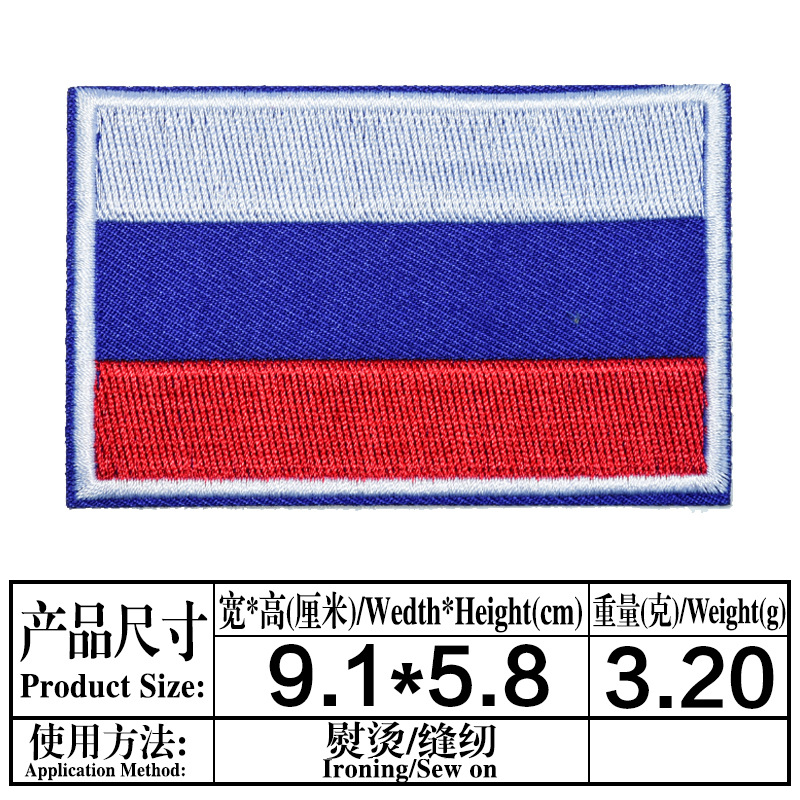 产品尺寸
Product Size:
宽*高(厘米)/Wedth*Height(cm)
重量(克)/Weight(g)
9.1*5.8
3.20
使用方法:
Application Method:
熨烫/缝纫
Ironing/Sew on